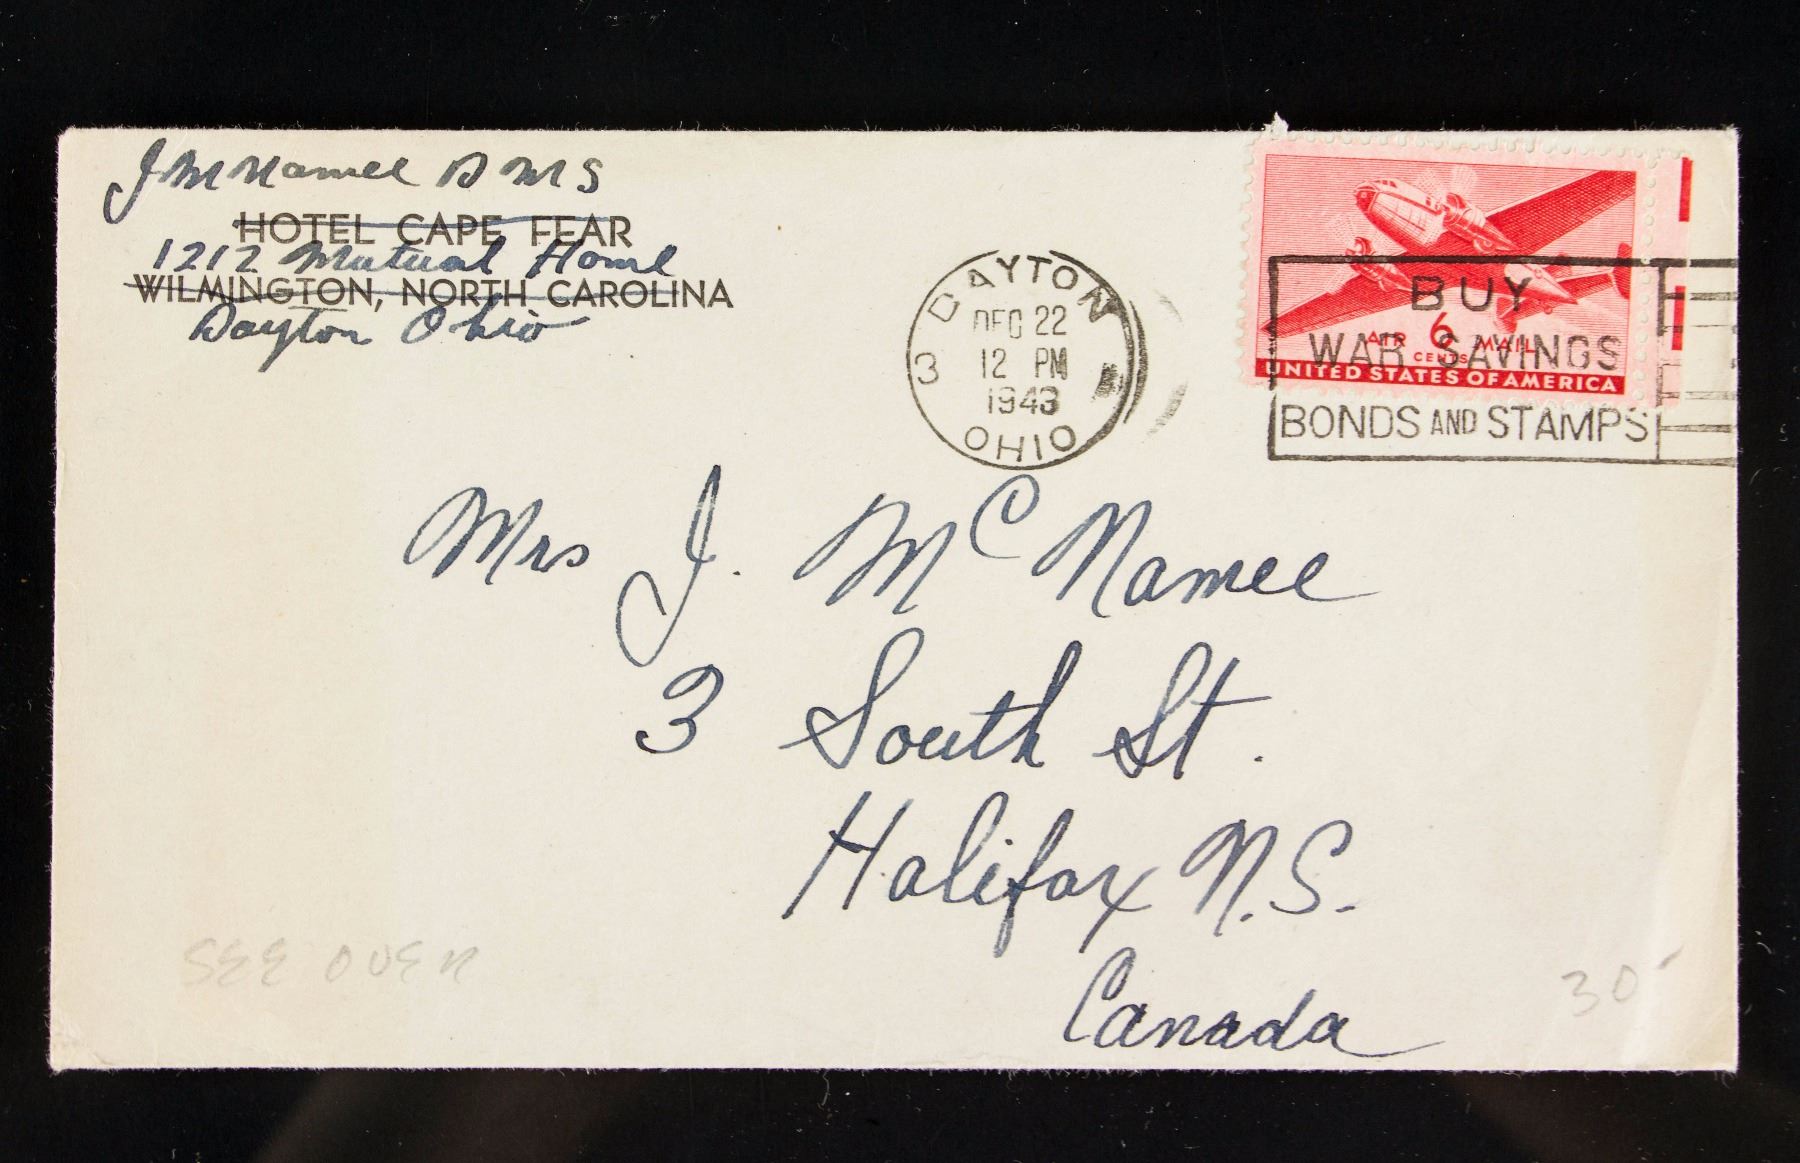 J McNamee D M S
HOTEL CAPE FEAR
1212 Mutual Home
WILMINGTON, NORTH CAROLINA
Dayton Ohio
DAYTON
DEC 22
12 PM
1943
3
OHIO
AIR 6 MAIL
CENTS
UNITED STATES OF AMERICA
BUY
WAR SAVINGS
BONDS AND STAMPS
Mrs J. McNamee
3 South St.
Halifax N.S.
Canada
SEE OVER
30